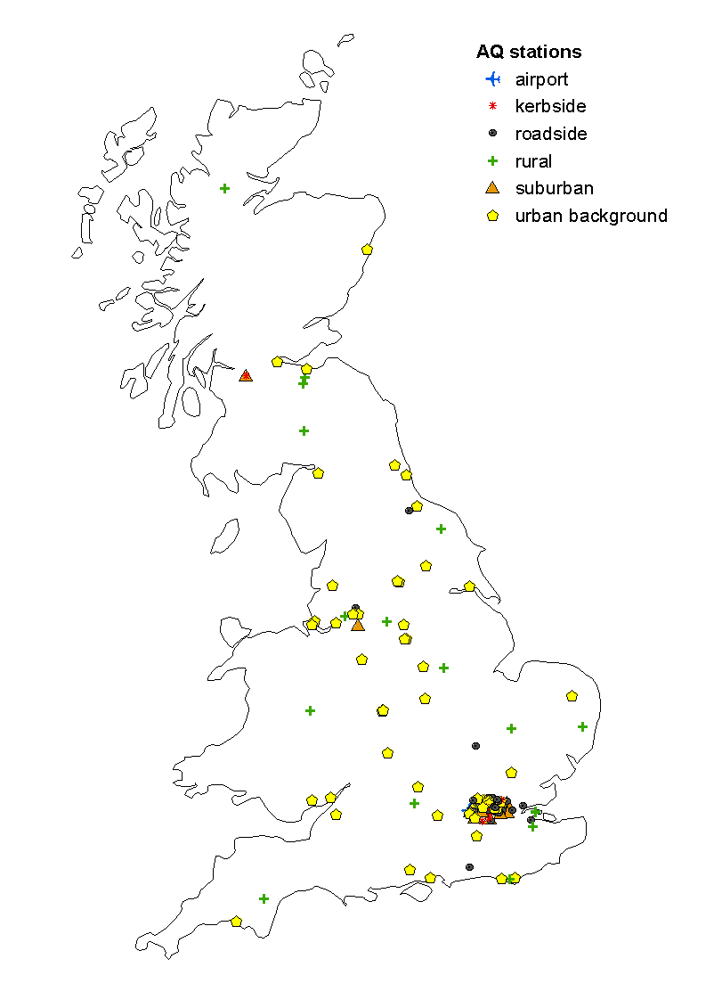 AQ stations
airport
kerbside
roadside
rural
suburban
urban background